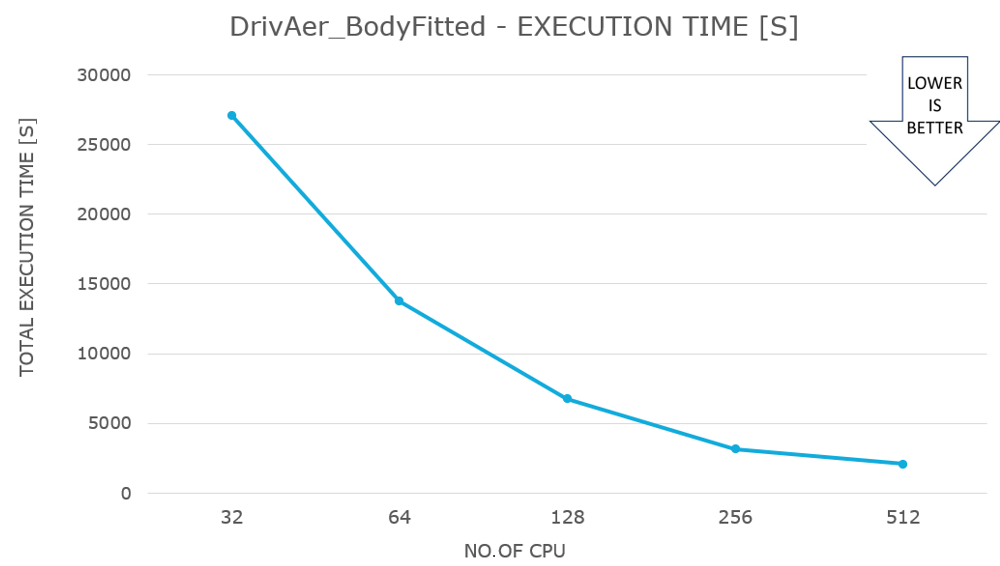 DrivAer_BodyFitted - EXECUTION TIME [S]
LOWER
IS
BETTER
TOTAL EXECUTION TIME [S]
30000
25000
20000
15000
10000
5000
0
32 64 128 256 512
NO.OF CPU